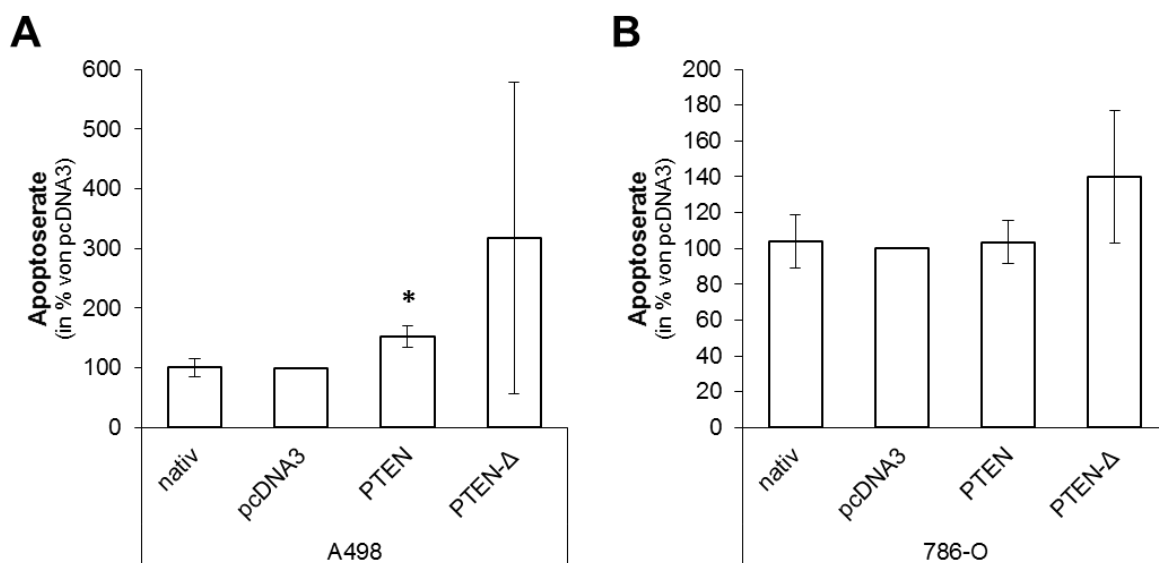 A
Apoptoserate
(in % von pcDNA3)
600
500
400
300
200
100
0
*
nativ
pcDNA3
PTEN
PTEN-Δ
A498
B
Apoptoserate
(in % von pcDNA3)
200
180
160
140
120
100
80
60
40
20
0
nativ
pcDNA3
PTEN
PTEN-Δ
786-O